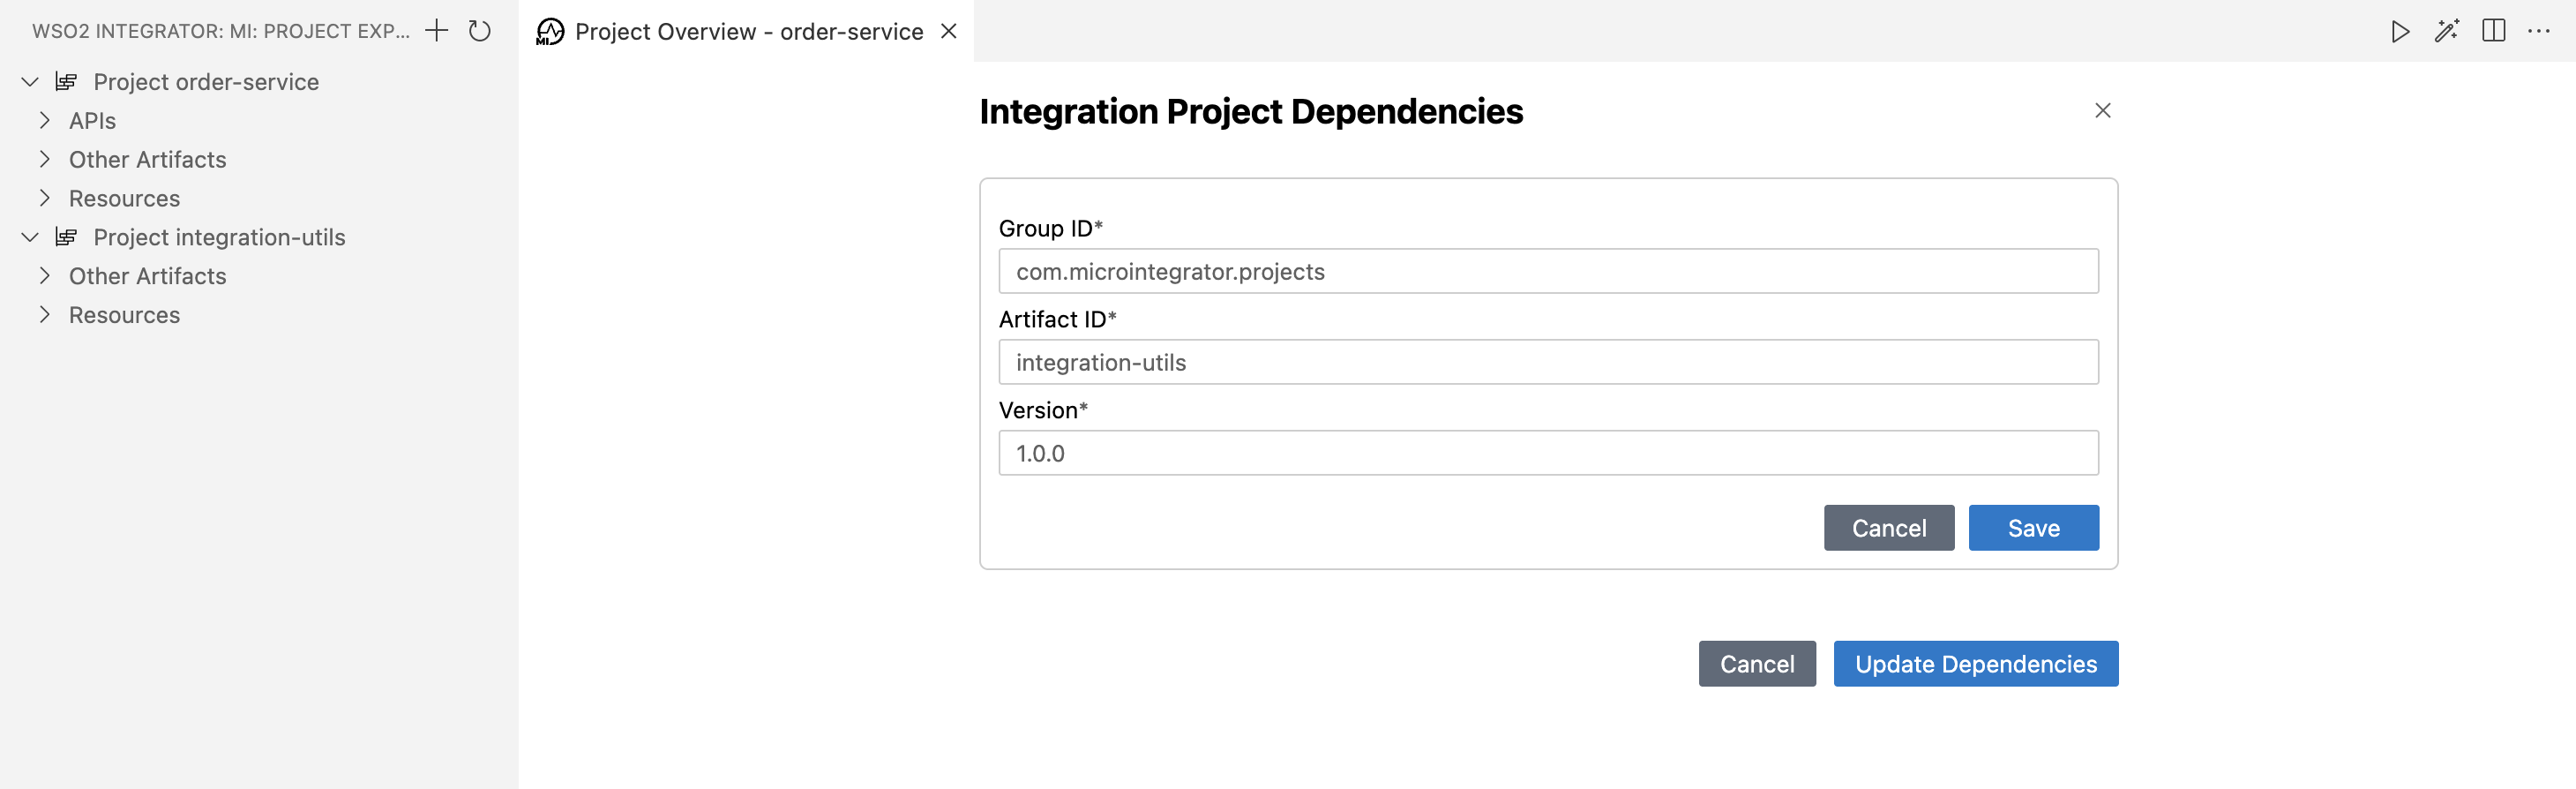 WSO2 INTEGRATOR: MI: PROJECT EXP...
Project order-service
APIs
Other Artifacts
Resources
Project integration-utils
Other Artifacts
Resources
MI
Project Overview - order-service
Integration Project Dependencies
Group ID*
com.microintegrator.projects
Artifact ID*
integration-utils
Version*
1.0.0
Cancel
Save
Cancel
Update Dependencies